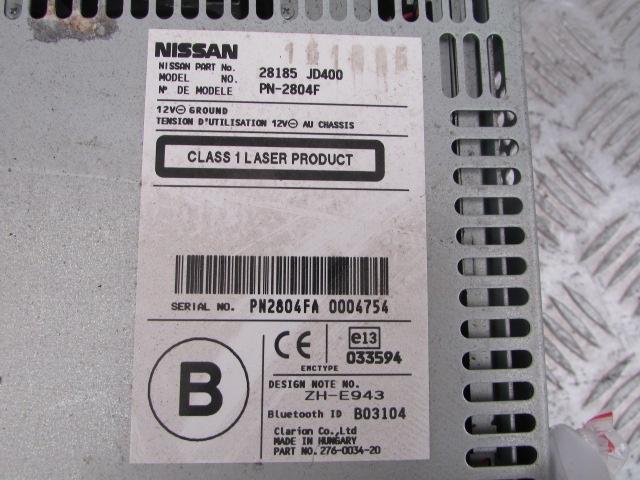 NISSAN
NISSAN PART No. 28185 JD400
MODEL NO. PN-2804F
Nº DE MODELE
12V⊖ GROUND
TENSION D'UTILISATION 12V⊖ AU CHASSIS
CLASS 1 LASER PRODUCT
SERIAL NO. PN2804FA 0004754
B
CE
EMCTYPE
e13
033594
DESIGN NOTE NO.
ZH-E943
Bluetooth ID B03104
Clarion Co.,Ltd
MADE IN HUNGARY
PART NO. 276-0034-20